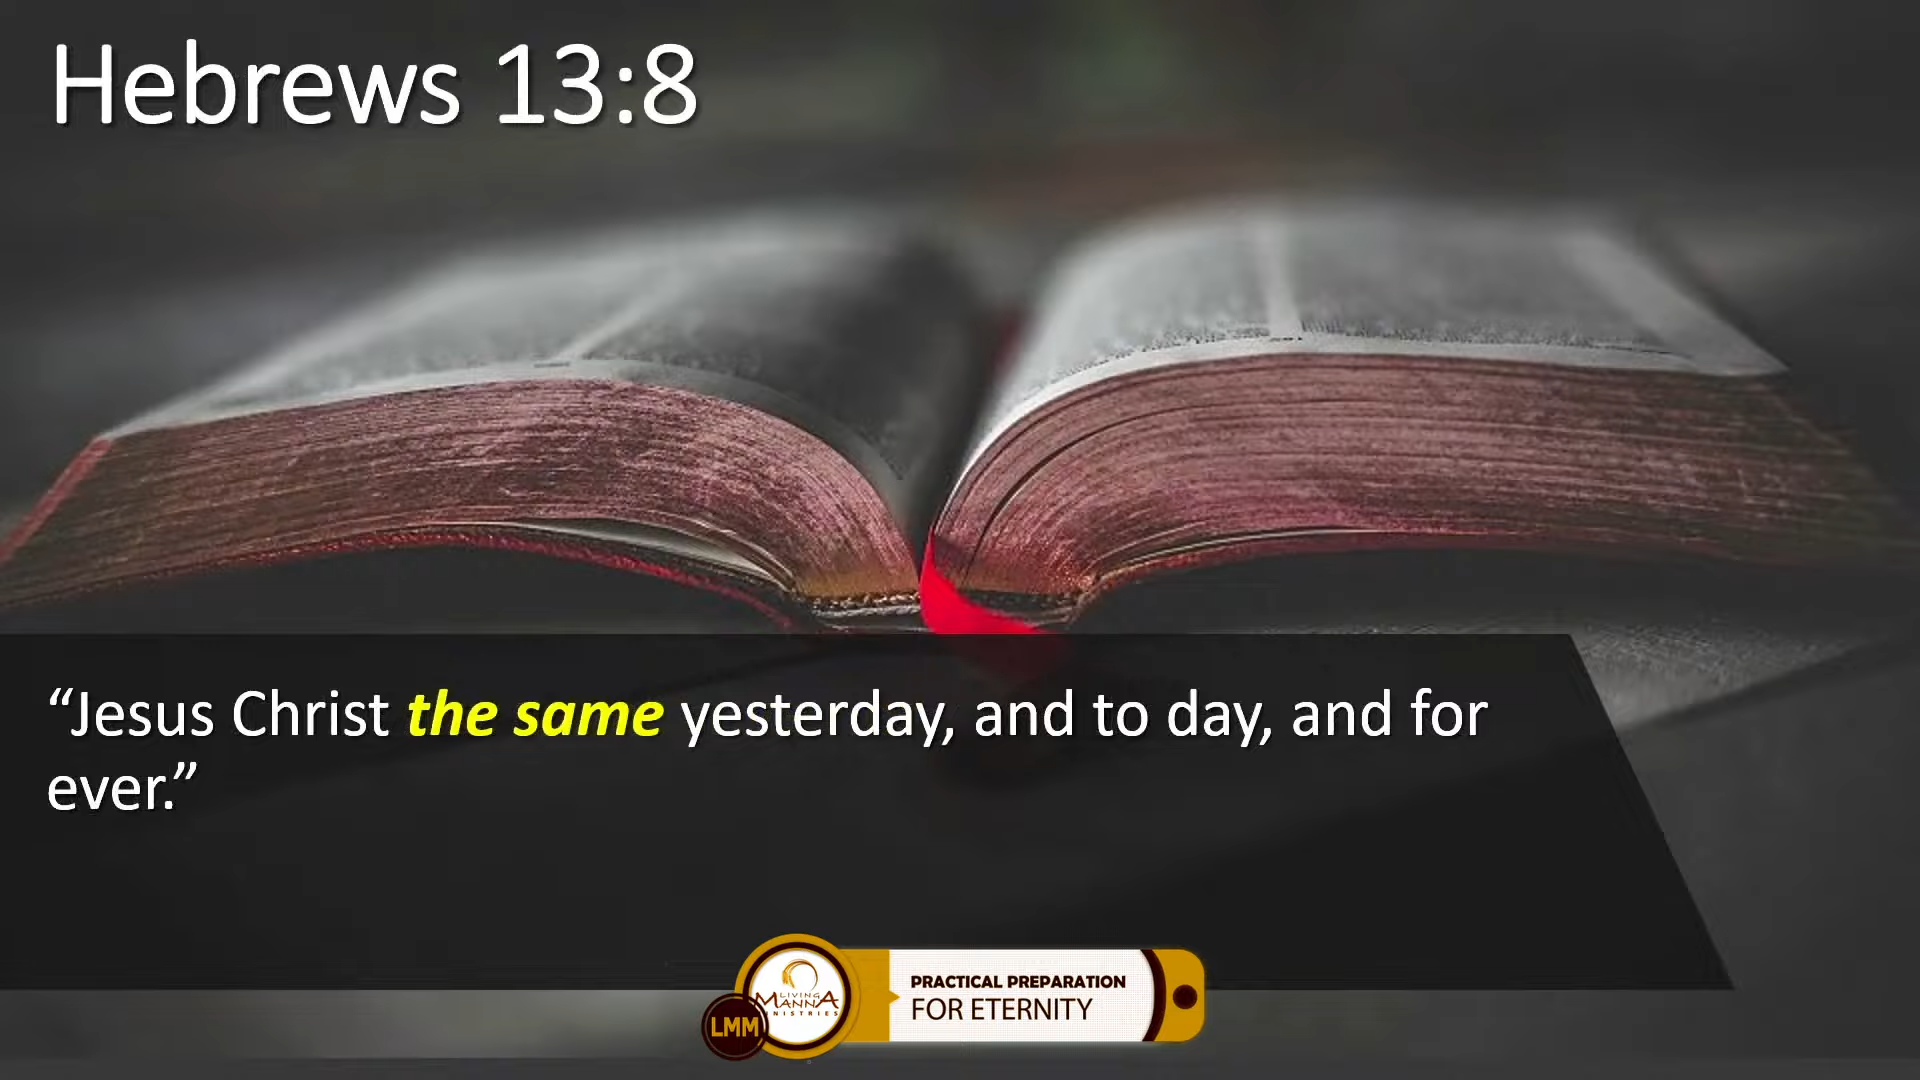 Hebrews 13:8
“Jesus Christ the same yesterday, and to day, and for
ever.”
LIVING
MANNA
MINISTRIES
LMM
PRACTICAL PREPARATION
FOR ETERNITY